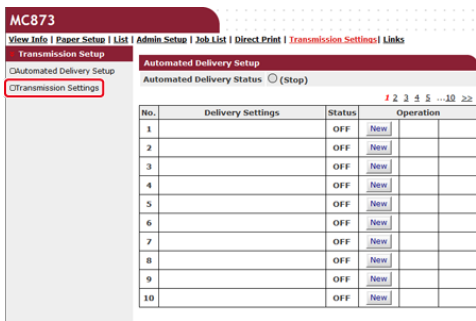 MC873
View Info | Paper Setup | List | Admin Setup | Job List | Direct Print | Transmission Settings| Links
Transmission Setup
Automated Delivery Setup
Transmission Settings
Automated Delivery Setup
Automated Delivery Status (Stop)
1 2 3 4 5 ...10 >>
No. Delivery Settings Status Operation
1 OFF New
2 OFF New
3 OFF New
4 OFF New
5 OFF New
6 OFF New
7 OFF New
8 OFF New
9 OFF New
10 OFF New